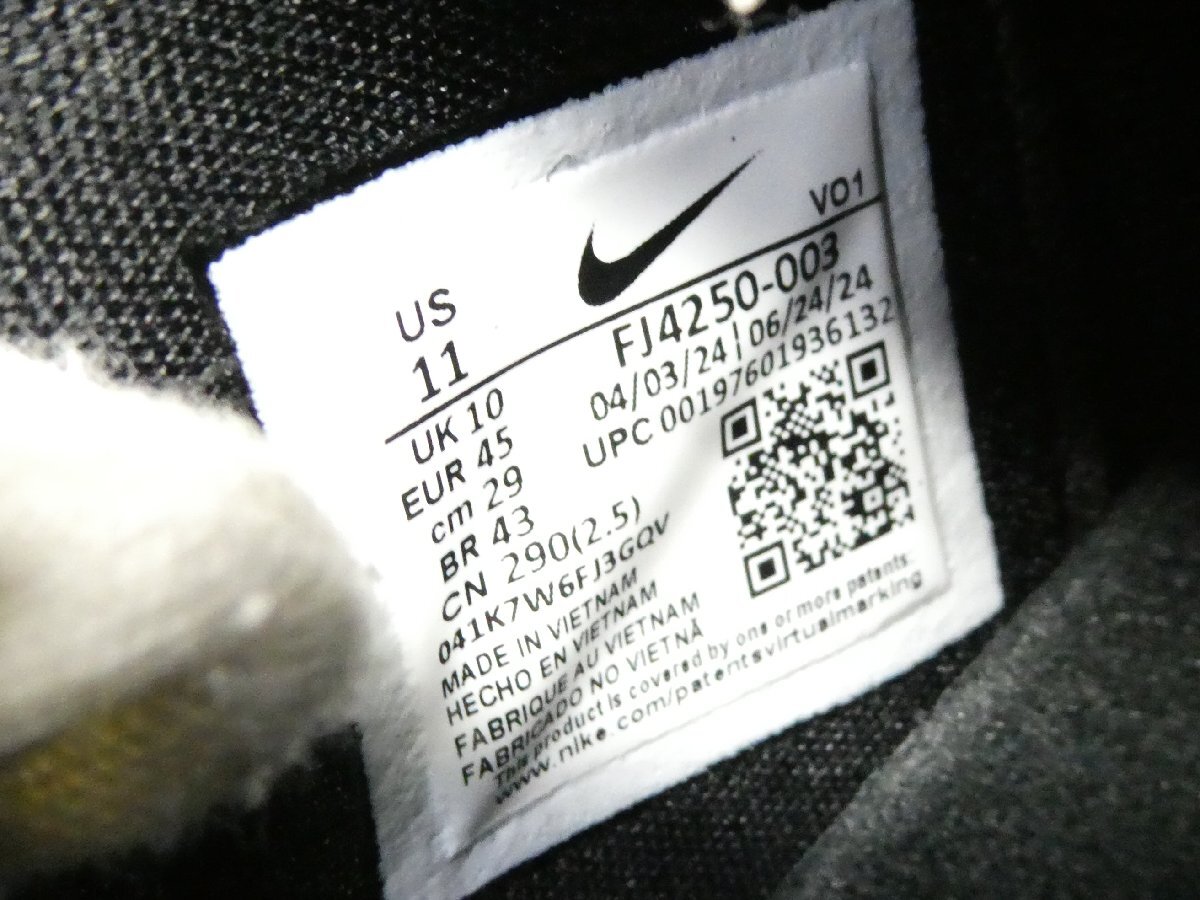 VO1
US
11
FJ4250-003
04/03/24 | 06/24/24
UPC 00197601936132
UK 10
EUR 45
cm 29
BR 43
CN 290(2.5)
041K7W6FJ3GQV
MADE IN VIETNAM
HECHO EN VIETNAM
FABRIQUE AU VIETNAM
FABRICADO NO VIETNÃ
This product is covered by one or more patents:
www.nike.com/patentsvirtualmarking